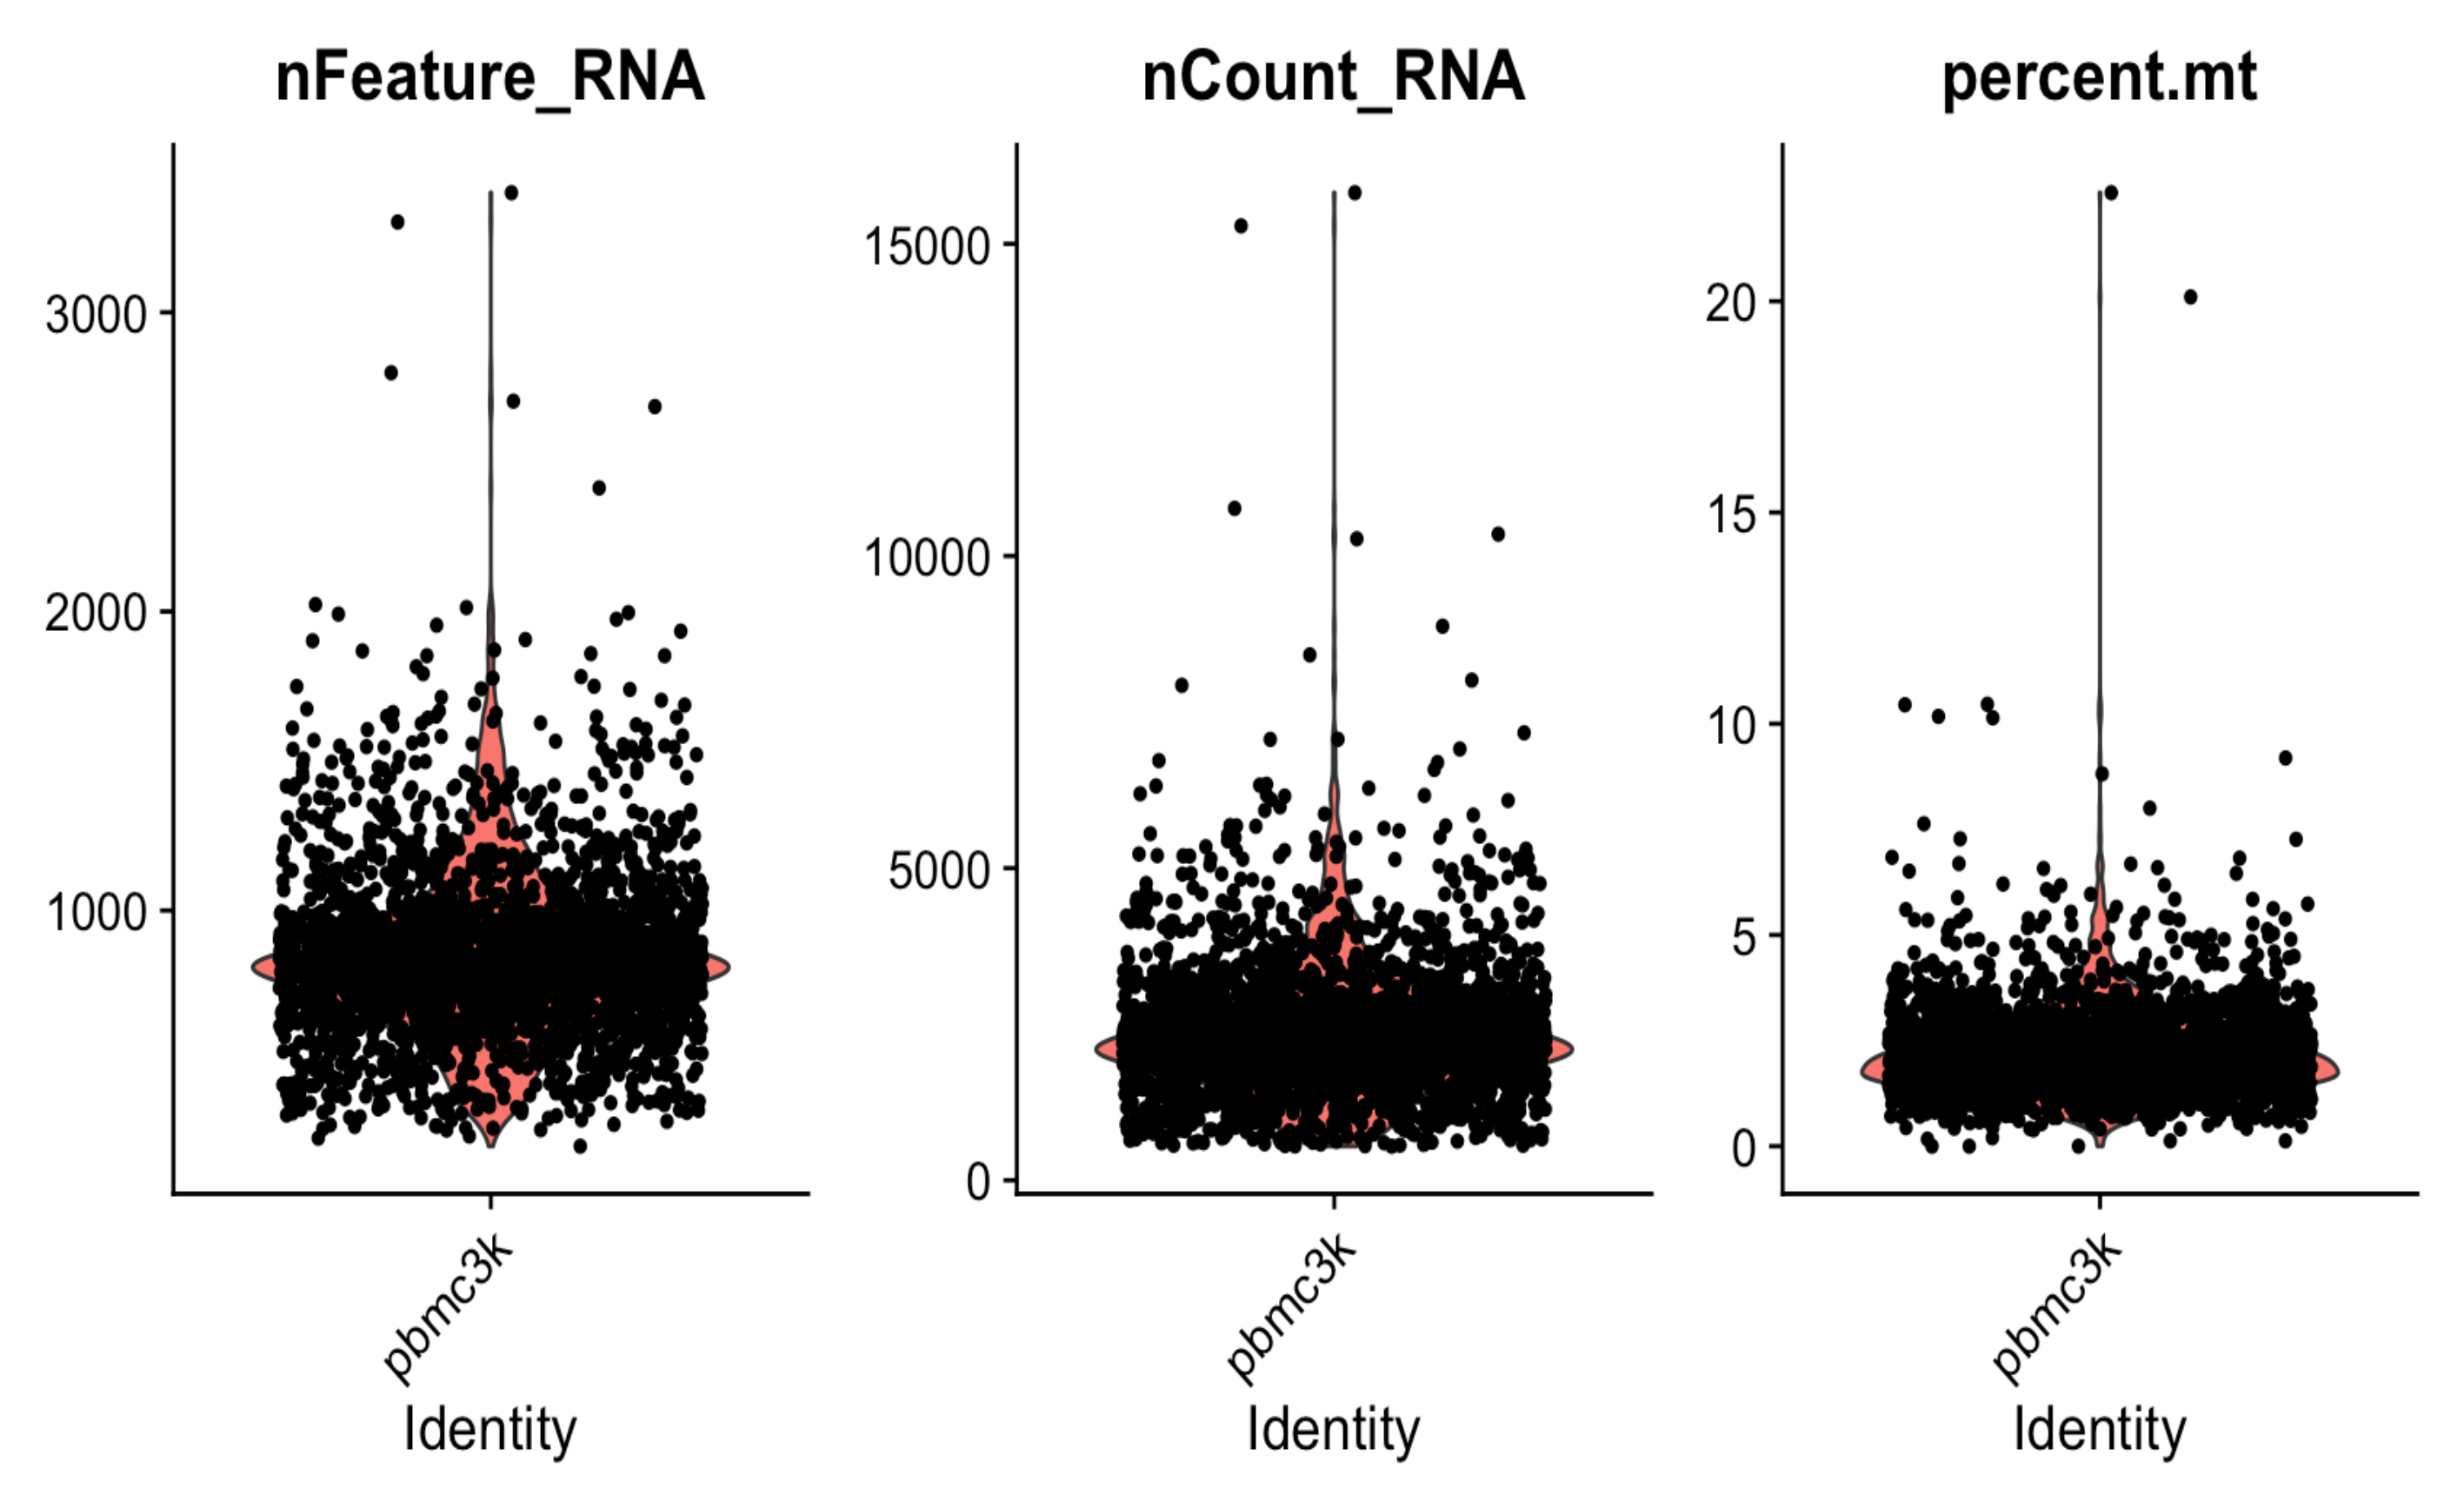 nFeature_RNA
3000
2000
1000
pbmc3k
Identity
nCount_RNA
15000
10000
5000
0
pbmc3k
Identity
percent.mt
20
15
10
5
0
pbmc3k
Identity